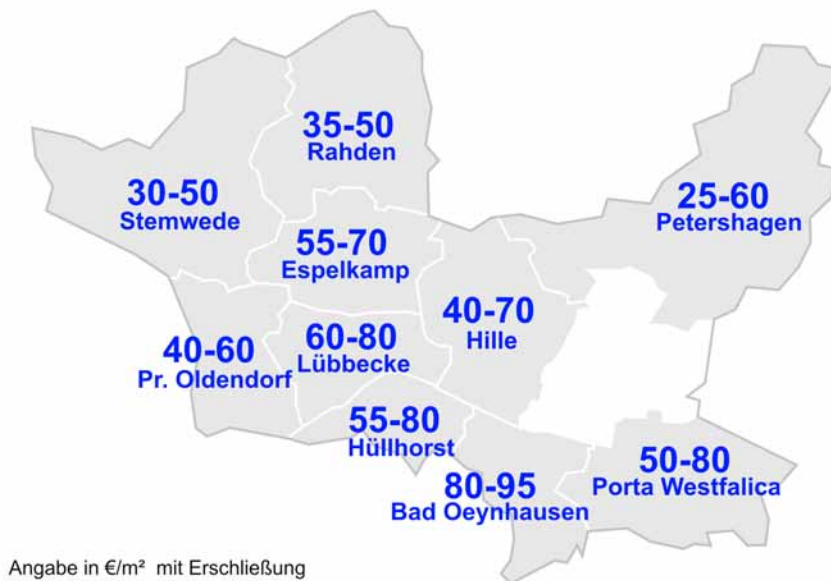 35-50
Rahden
30-50
Stemwede
25-60
Petershagen
55-70
Espelkamp
40-70
Hille
60-80
Lübbecke
40-60
Pr. Oldendorf
55-80
Hüllhorst
50-80
Porta Westfalica
80-95
Bad Oeynhausen
Angabe in €/m² mit Erschließung